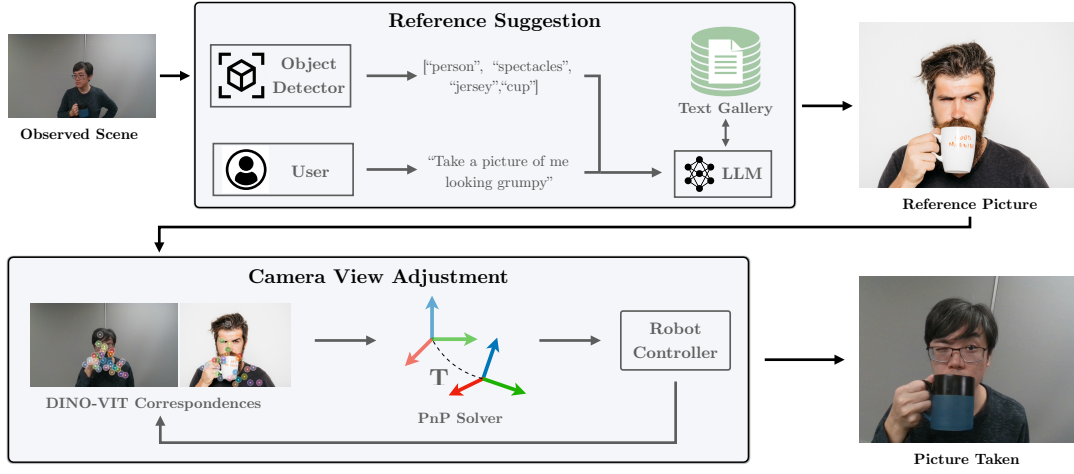 Reference Suggestion
Object
Detector
[“person”, “spectacles”,
“jersey”,“cup”]
Text Gallery
Observed Scene
User
“Take a picture of me
looking grumpy”
LLM
Reference Picture
Camera View Adjustment
T
Robot
Controller
DINO-VIT Correspondences
PnP Solver
Picture Taken